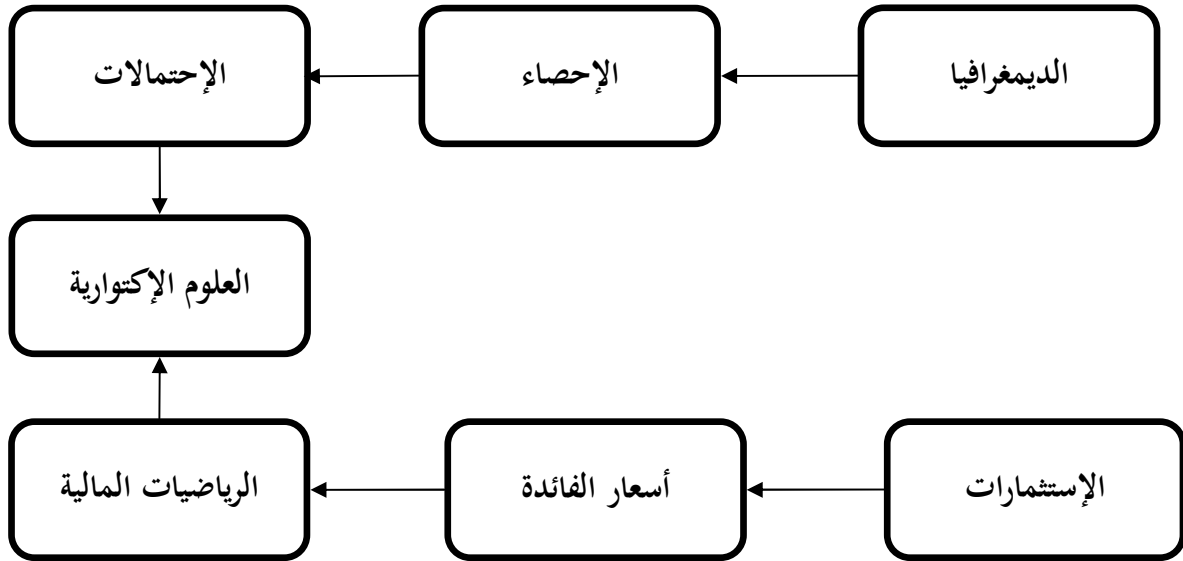 الديمغرافيا
الإحصاء
الإحتمالات
العلوم الإكتوارية
الإستثمارات
أسعار الفائدة
الرياضيات المالية